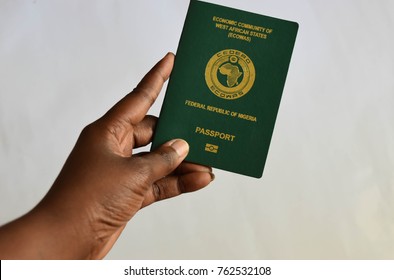 ECONOMIC COMMUNITY OF
WEST AFRICAN STATES
(ECOWAS)
CEDEAO
ECOWAS
FEDERAL REPUBLIC OF NIGERIA
PASSPORT
shutterstock.com · 762532108